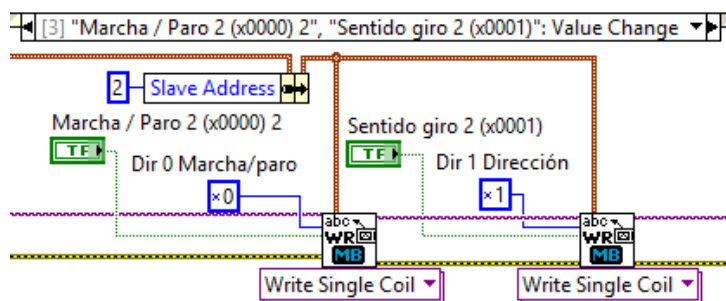 [3] "Marcha / Paro 2 (x0000) 2", "Sentido giro 2 (x0001)": Value Change
2 Slave Address
Marcha / Paro 2 (x0000) 2
Sentido giro 2 (x0001)
TF
TF
Dir 0 Marcha/paro
Dir 1 Dirección
×0
×1
abc
WR
MB
abc
WR
MB
Write Single Coil
Write Single Coil